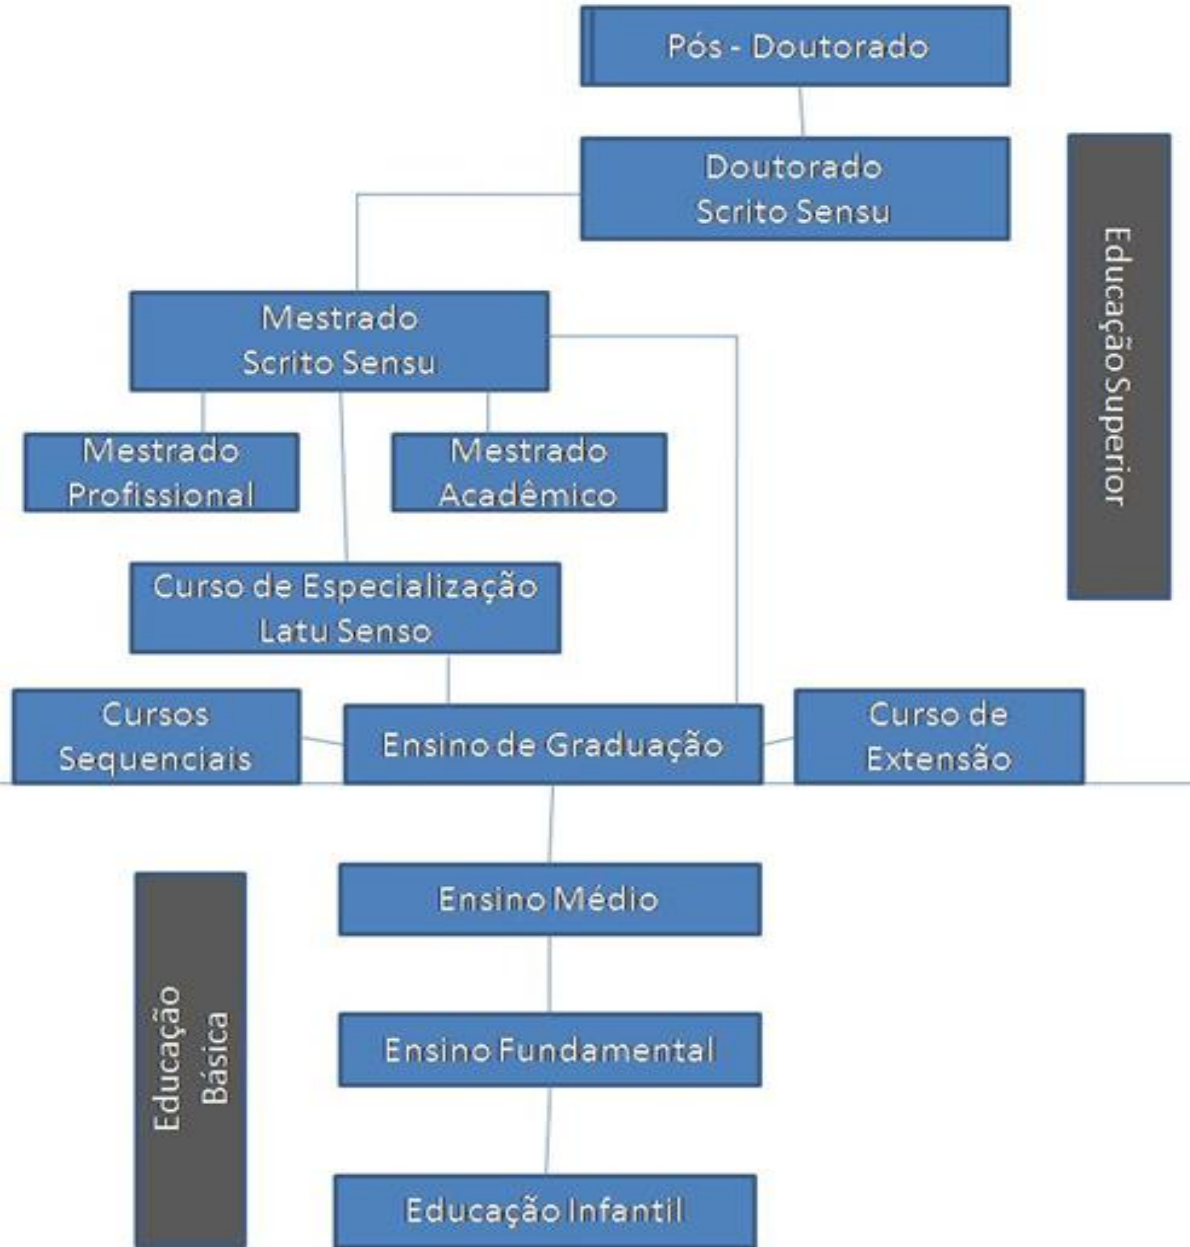 Pós - Doutorado
Doutorado
Scrito Sensu
Educação Superior
Mestrado
Scrito Sensu
Mestrado
Profissional
Mestrado
Acadêmico
Curso de Especialização
Latu Senso
Cursos
Sequenciais
Ensino de Graduação
Curso de
Extensão
Ensino Médio
Educação
Básica
Ensino Fundamental
Educação Infantil